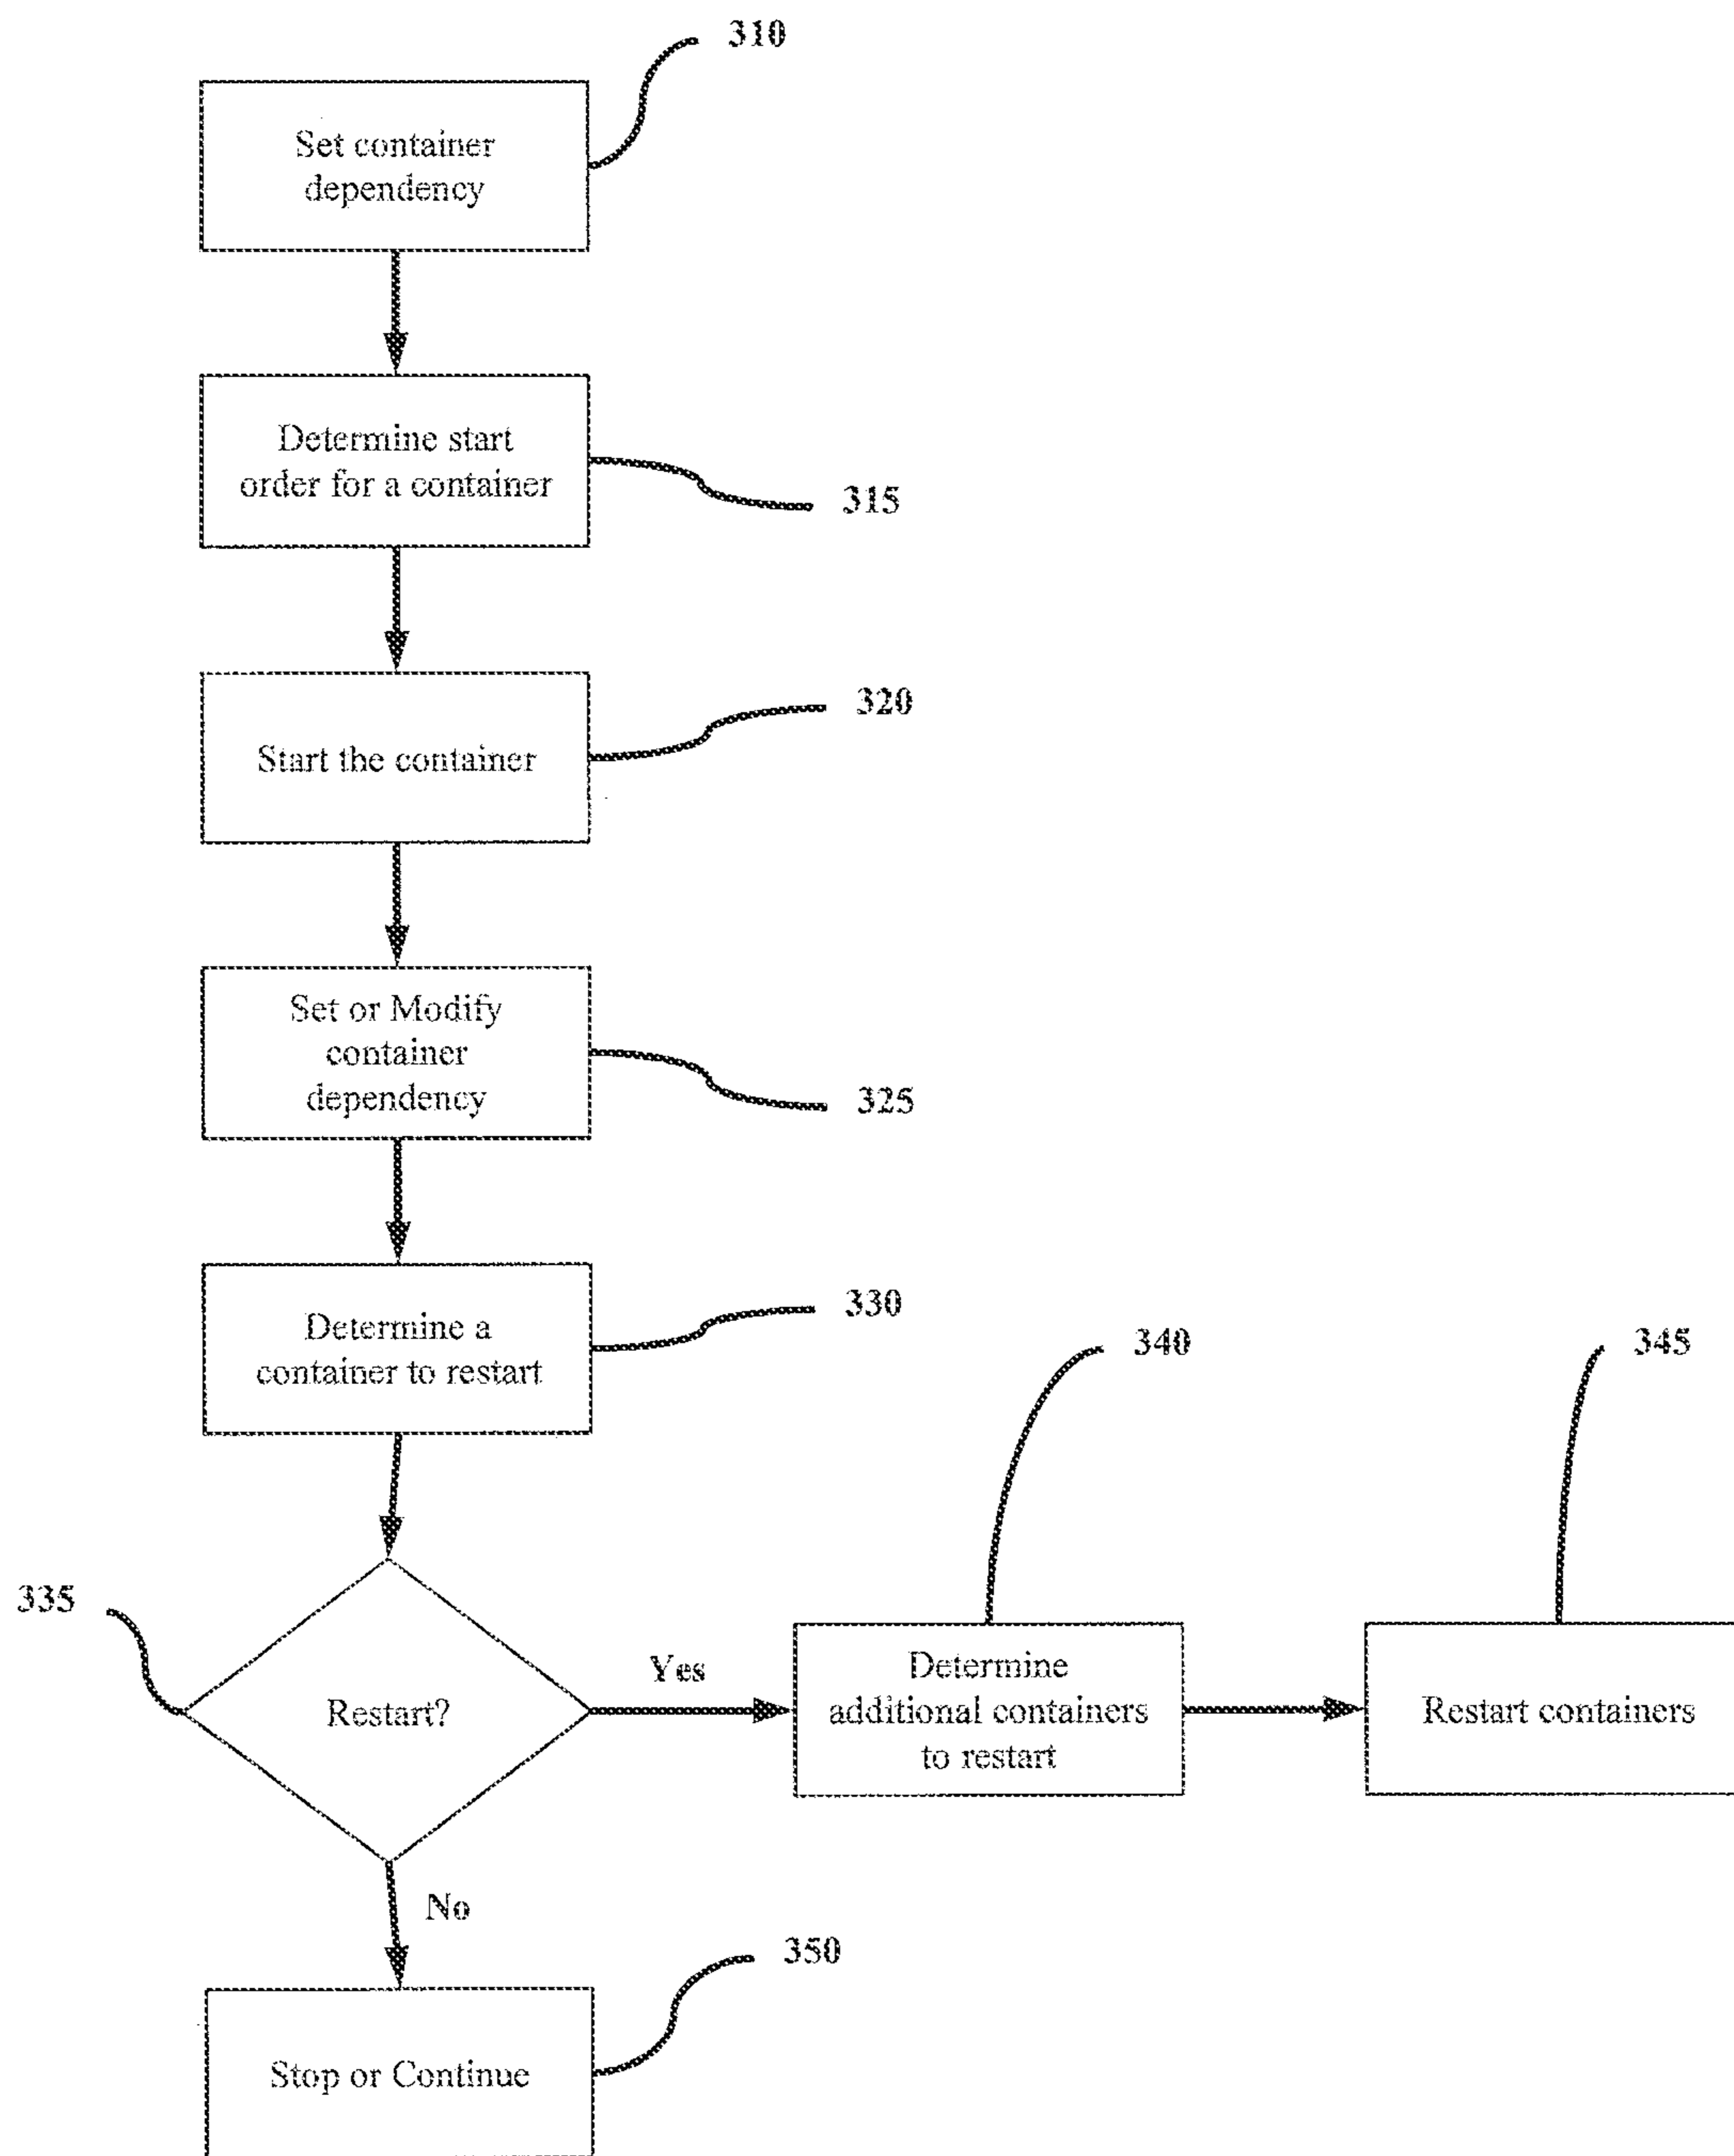 310
Set container
dependency
Determine start
order for a container
315
320
Start the container
Set or Modify
container
dependency
325
330
Determine a
container to restart
340
345
335
Restart?
Yes
Determine
additional containers
to restart
Restart containers
No
350
Stop or Continue